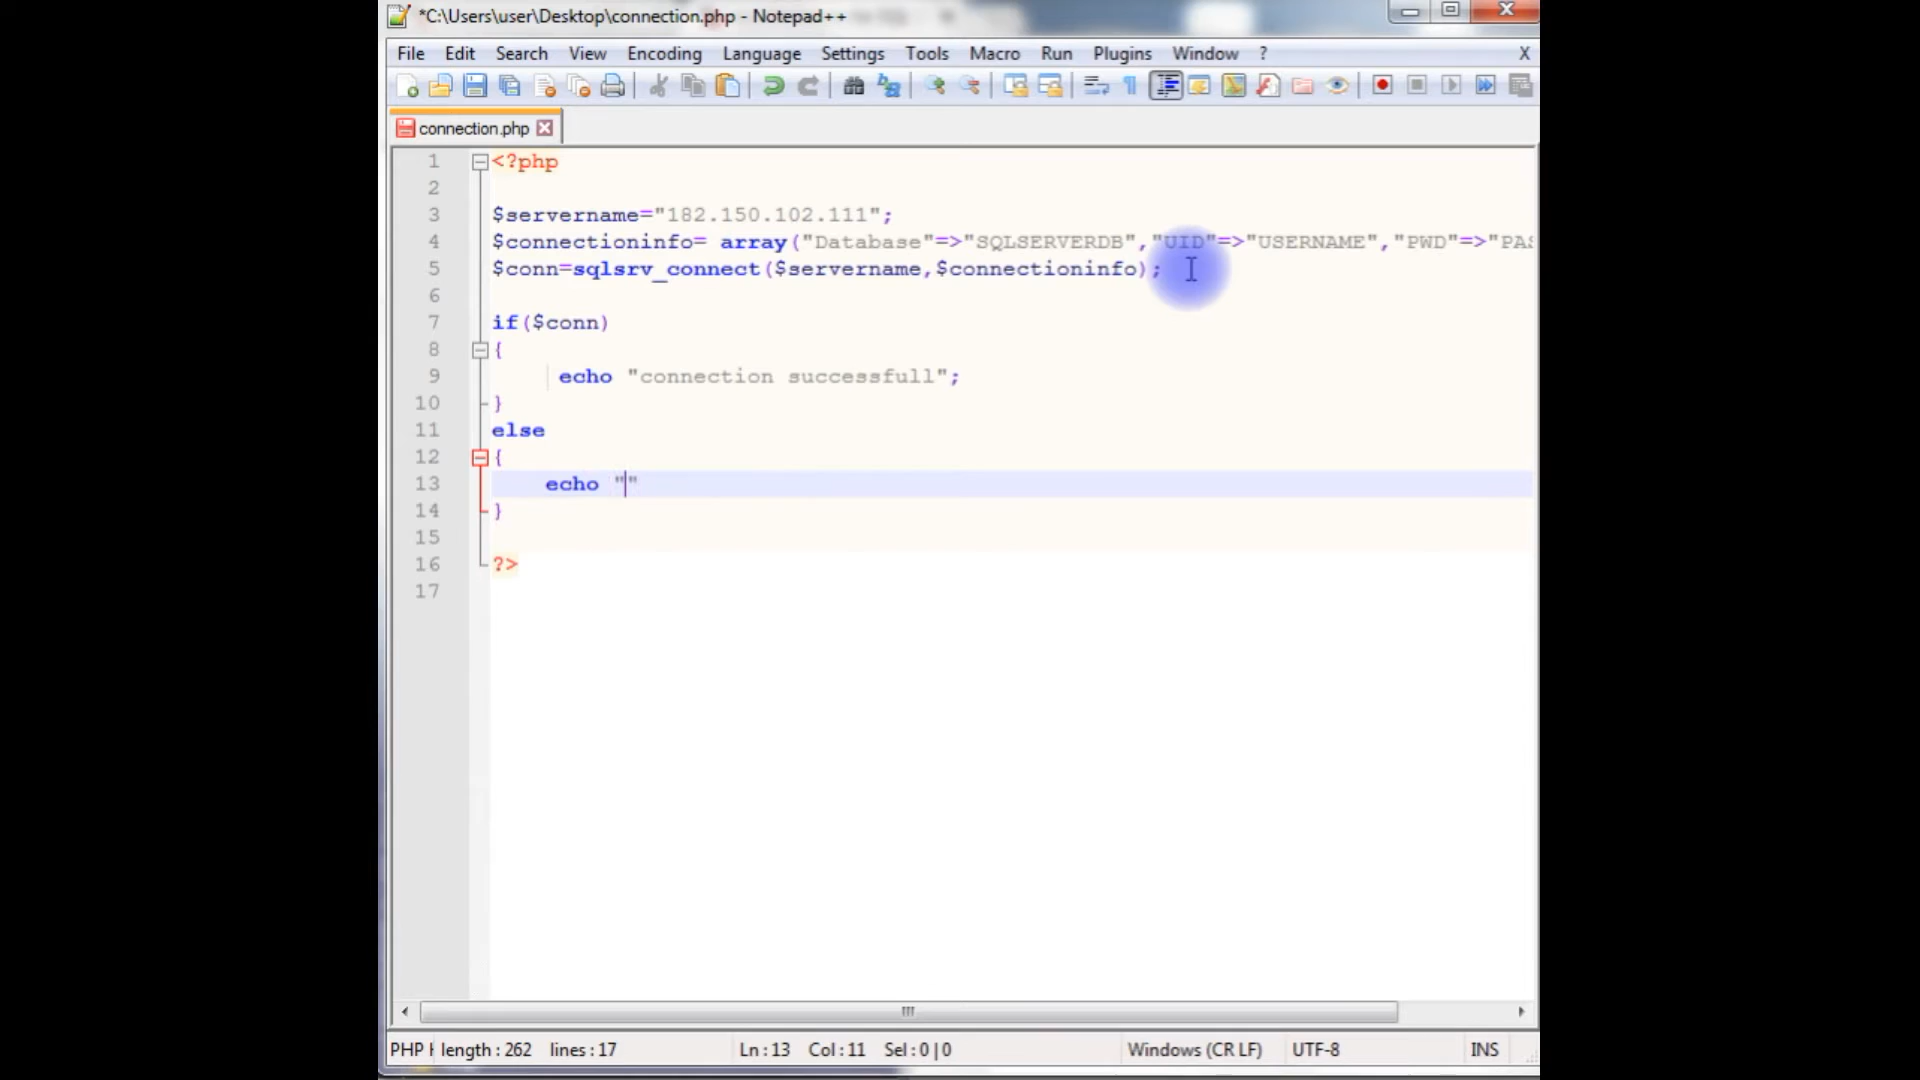 *C:\Users\user\Desktop\connection.php - Notepad++
File Edit Search View Encoding Language Settings Tools Macro Run Plugins Window ? X
connection.php
1 <?php
2
3 $servername="182.150.102.111";
4 $connectioninfo= array("Database"=>"SQLSERVERDB","UID"=>"USERNAME","PWD"=>"PAS
5 $conn=sqlsrv_connect($servername,$connectioninfo);
6
7 if($conn)
8 {
9 echo "connection successfull";
10 }
11 else
12 {
13 echo ""
14 }
15
16 ?>
17
PHP length : 262 lines : 17 Ln : 13 Col : 11 Sel : 0 | 0 Windows (CR LF) UTF-8 INS